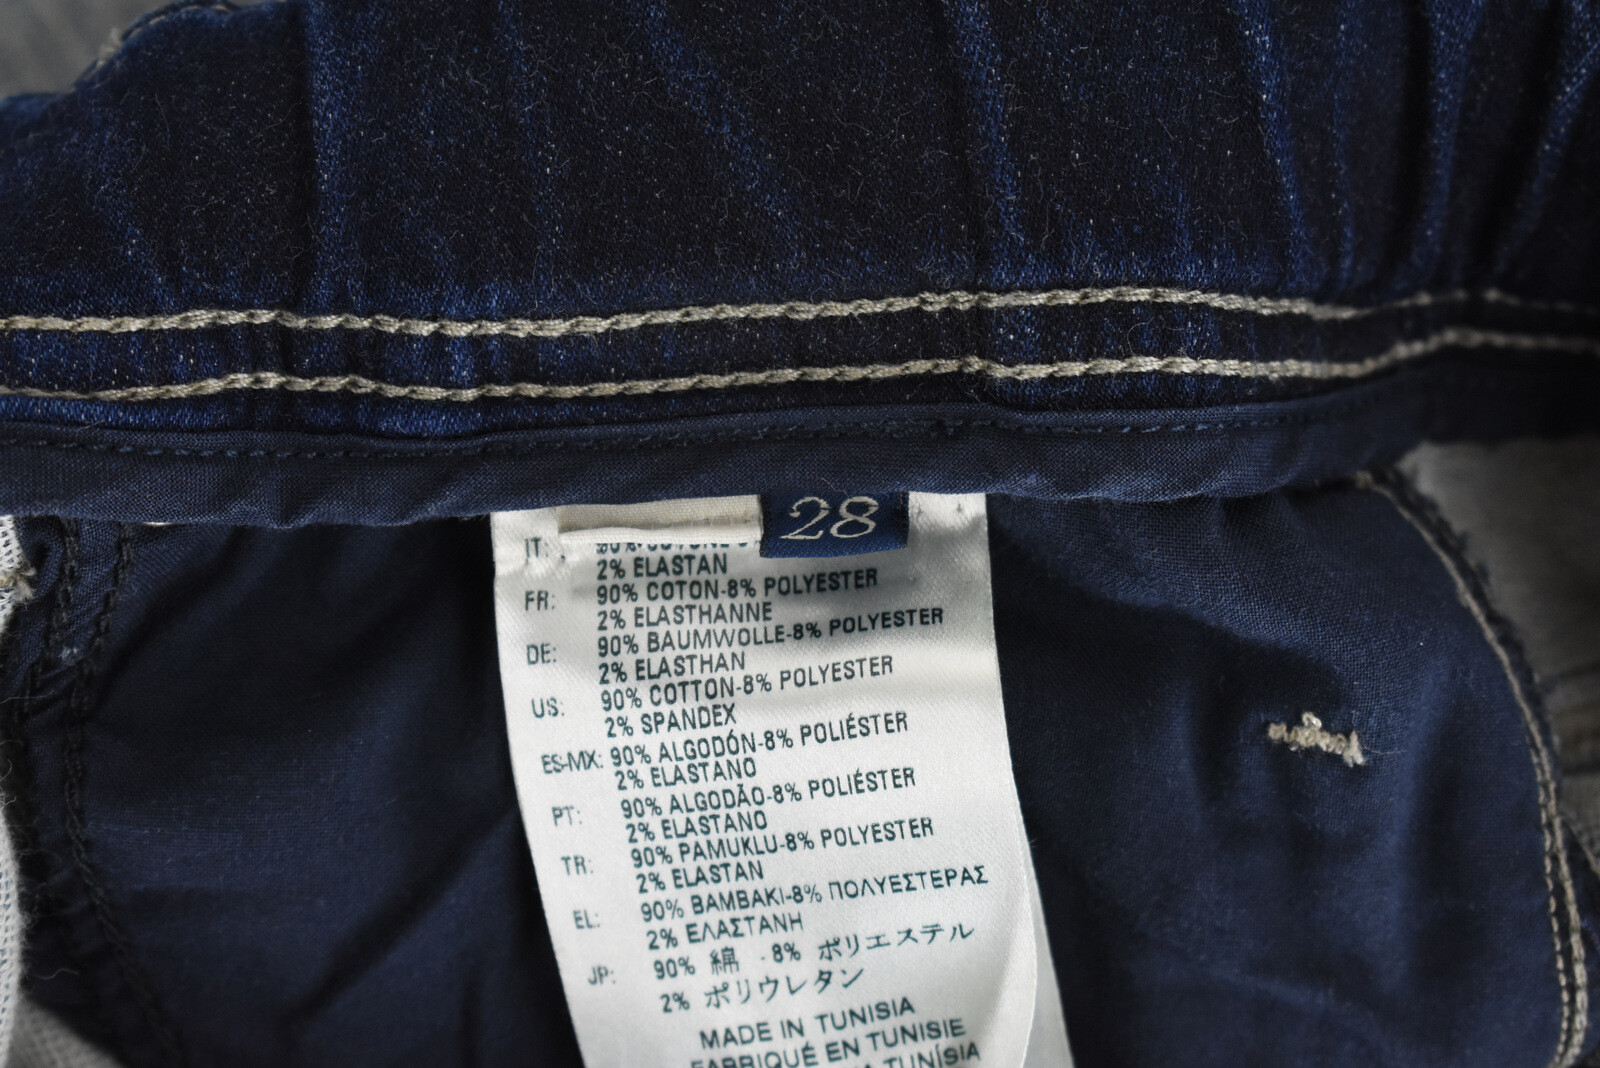 28
IT:
2% ELASTAN
FR: 90% COTON-8% POLYESTER
2% ELASTHANNE
DE: 90% BAUMWOLLE-8% POLYESTER
2% ELASTHAN
US: 90% COTTON-8% POLYESTER
2% SPANDEX
ES-MX: 90% ALGODÓN-8% POLIÉSTER
2% ELASTANO
PT: 90% ALGODÃO-8% POLIÉSTER
2% ELASTANO
TR: 90% PAMUKLU-8% POLYESTER
2% ELASTAN
EL: 90% ΒΑΜΒΑΚΙ-8% ΠΟΛΥΕΣΤΕΡΑΣ
2% ΕΛΑΣΤΑΝΗ
JP: 90% 綿 - 8% ポリエステル
2% ポリウレタン
MADE IN TUNISIA
FABRIQUÉ EN TUNISIE
TUNÍSIA